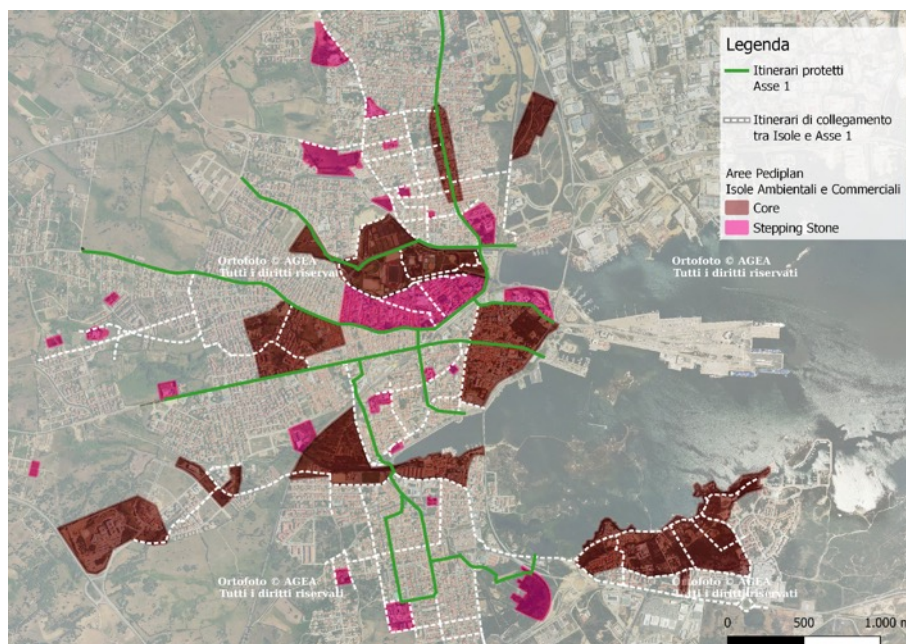 Legenda
Itinerari protetti
Asse 1
Itinerari di collegamento
tra Isole e Asse 1
Aree Pediplan
Isole Ambientali e Commerciali
Core
Stepping Stone
Ortofoto © AGEA
Tutti i diritti riservati
Ortofoto © AGEA
Tutti i diritti riservati
Ortofoto © AGEA
Tutti i diritti riservati
Ortofoto © AGEA
Tutti i diritti riservati
0 500 1.000 m